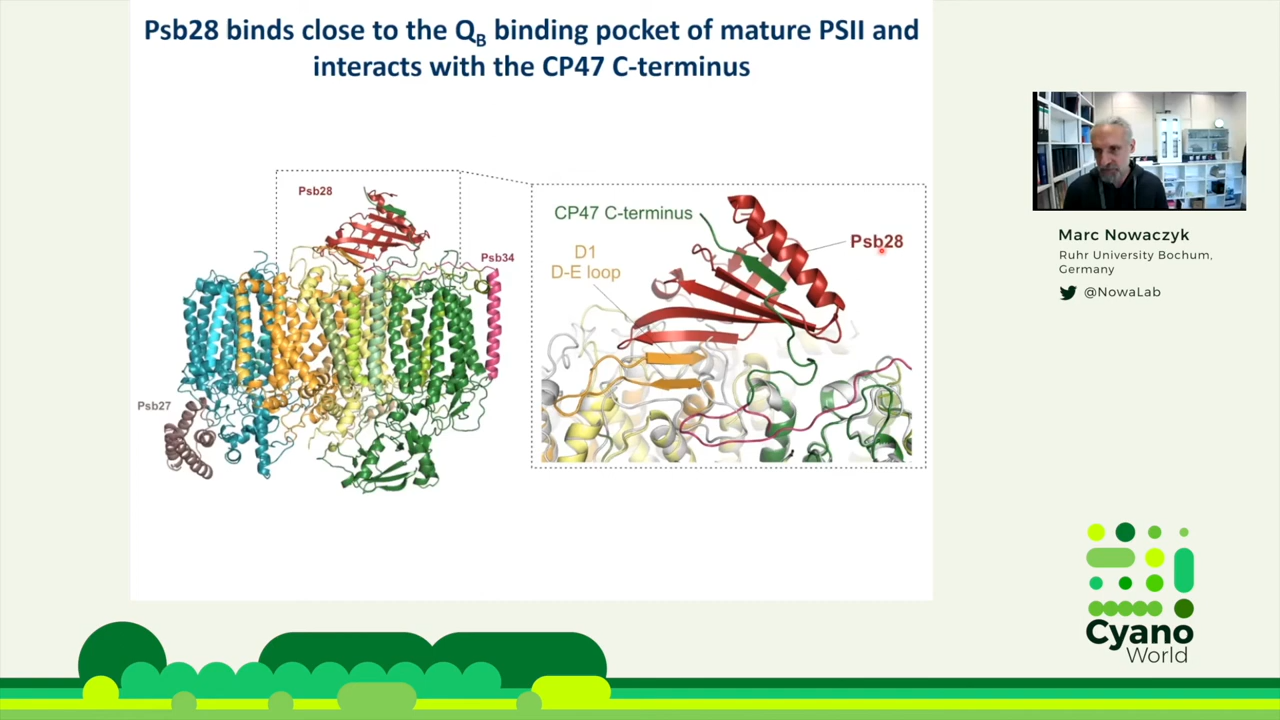 Psb28 binds close to the QB binding pocket of mature PSII and
interacts with the CP47 C-terminus
Psb28
Psb34
Psb27
CP47 C-terminus
D1
D-E loop
Psb28
Marc Nowaczyk
Ruhr University Bochum,
Germany
@NowaLab
Cyano
World